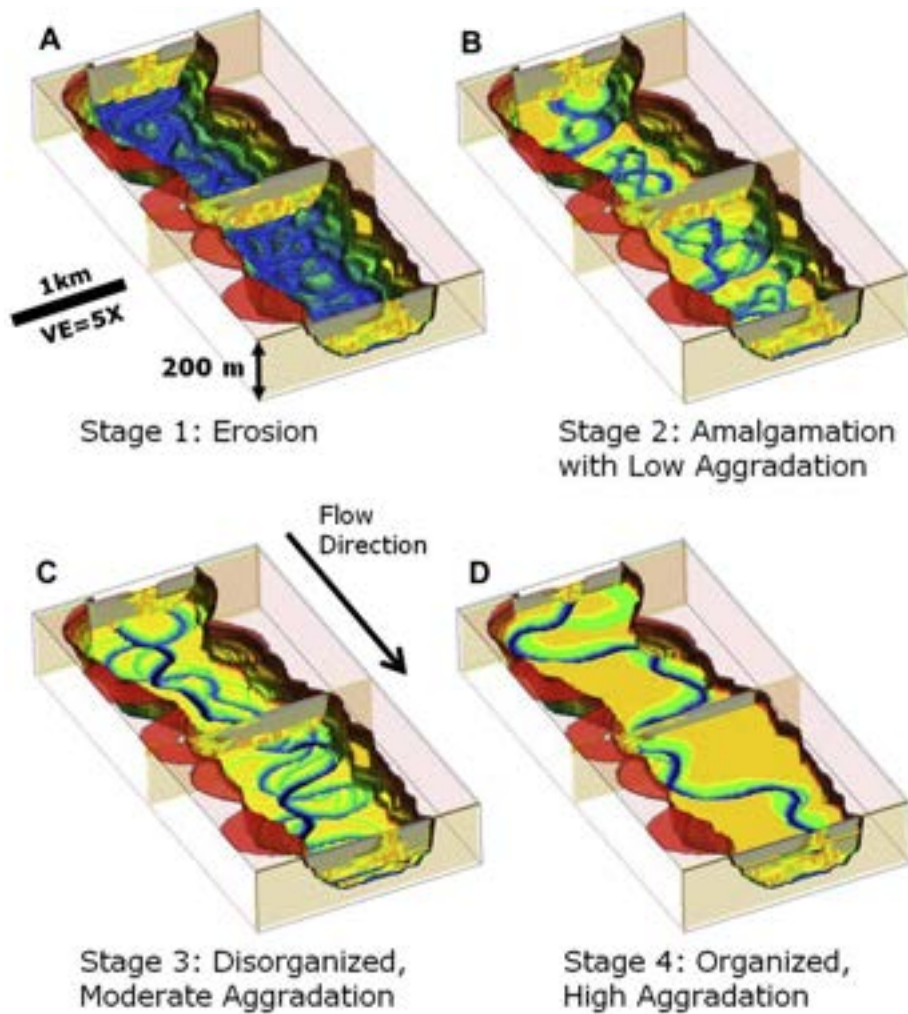 A
B
1km
VE=5X
200 m
Stage 1: Erosion
Stage 2: Amalgamation
with Low Aggradation
Flow
Direction
C
D
Stage 3: Disorganized,
Moderate Aggradation
Stage 4: Organized,
High Aggradation